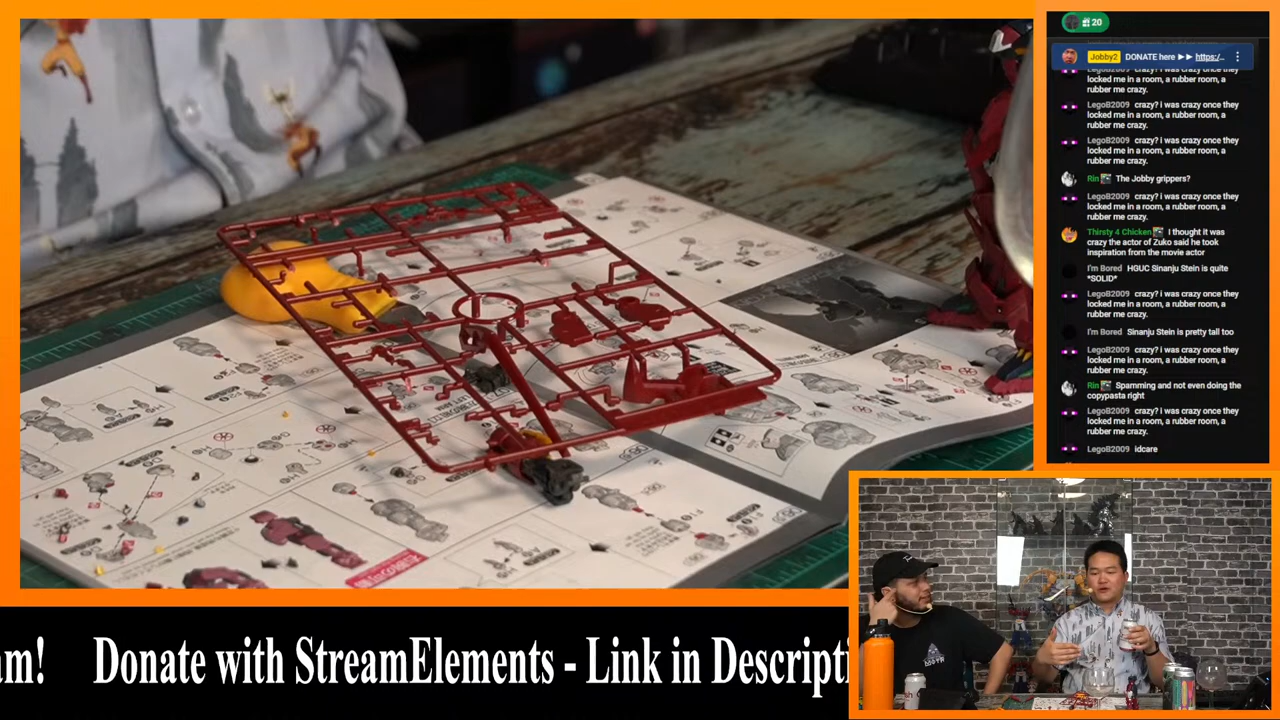 20
Jobby2 DONATE here ►► https:/...
LegoB2009 crazy? i was crazy once they
locked me in a room, a rubber room, a
rubber me crazy.
LegoB2009 crazy? i was crazy once they
locked me in a room, a rubber room, a
rubber me crazy.
LegoB2009 crazy? i was crazy once they
locked me in a room, a rubber room, a
rubber me crazy.
Rin The Jobby grippers?
LegoB2009 crazy? i was crazy once they
locked me in a room, a rubber room, a
rubber me crazy.
Thirsty 4 Chicken I thought it was
crazy the actor of Zuko said he took
inspiration from the movie actor
I'm Bored HGUC Sinanju Stein is quite
*SOLID*
LegoB2009 crazy? i was crazy once they
locked me in a room, a rubber room, a
rubber me crazy.
I'm Bored Sinanju Stein is pretty tall too
LegoB2009 crazy? i was crazy once they
locked me in a room, a rubber room, a
rubber me crazy.
Rin Spamming and not even doing the
copypasta right
LegoB2009 crazy? i was crazy once they
locked me in a room, a rubber room, a
rubber me crazy.
LegoB2009 idcare
am! Donate with StreamElements - Link in Descripti